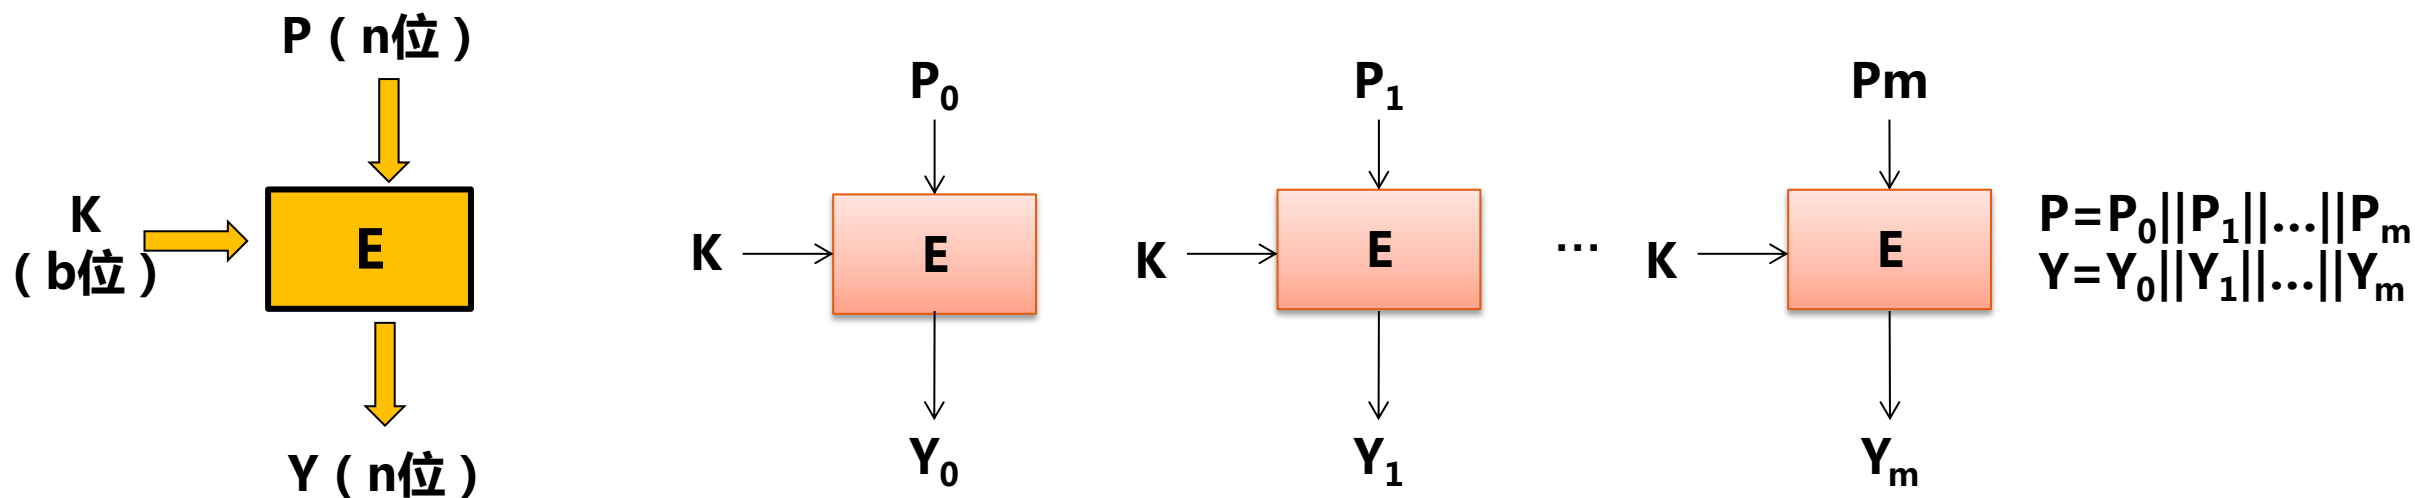 P（n位）
K
（b位）
E
Y（n位）
P0
K
E
Y0
P1
K
E
Y1
...
Pm
K
E
Ym
P=P0||P1||...||Pm
Y=Y0||Y1||...||Ym